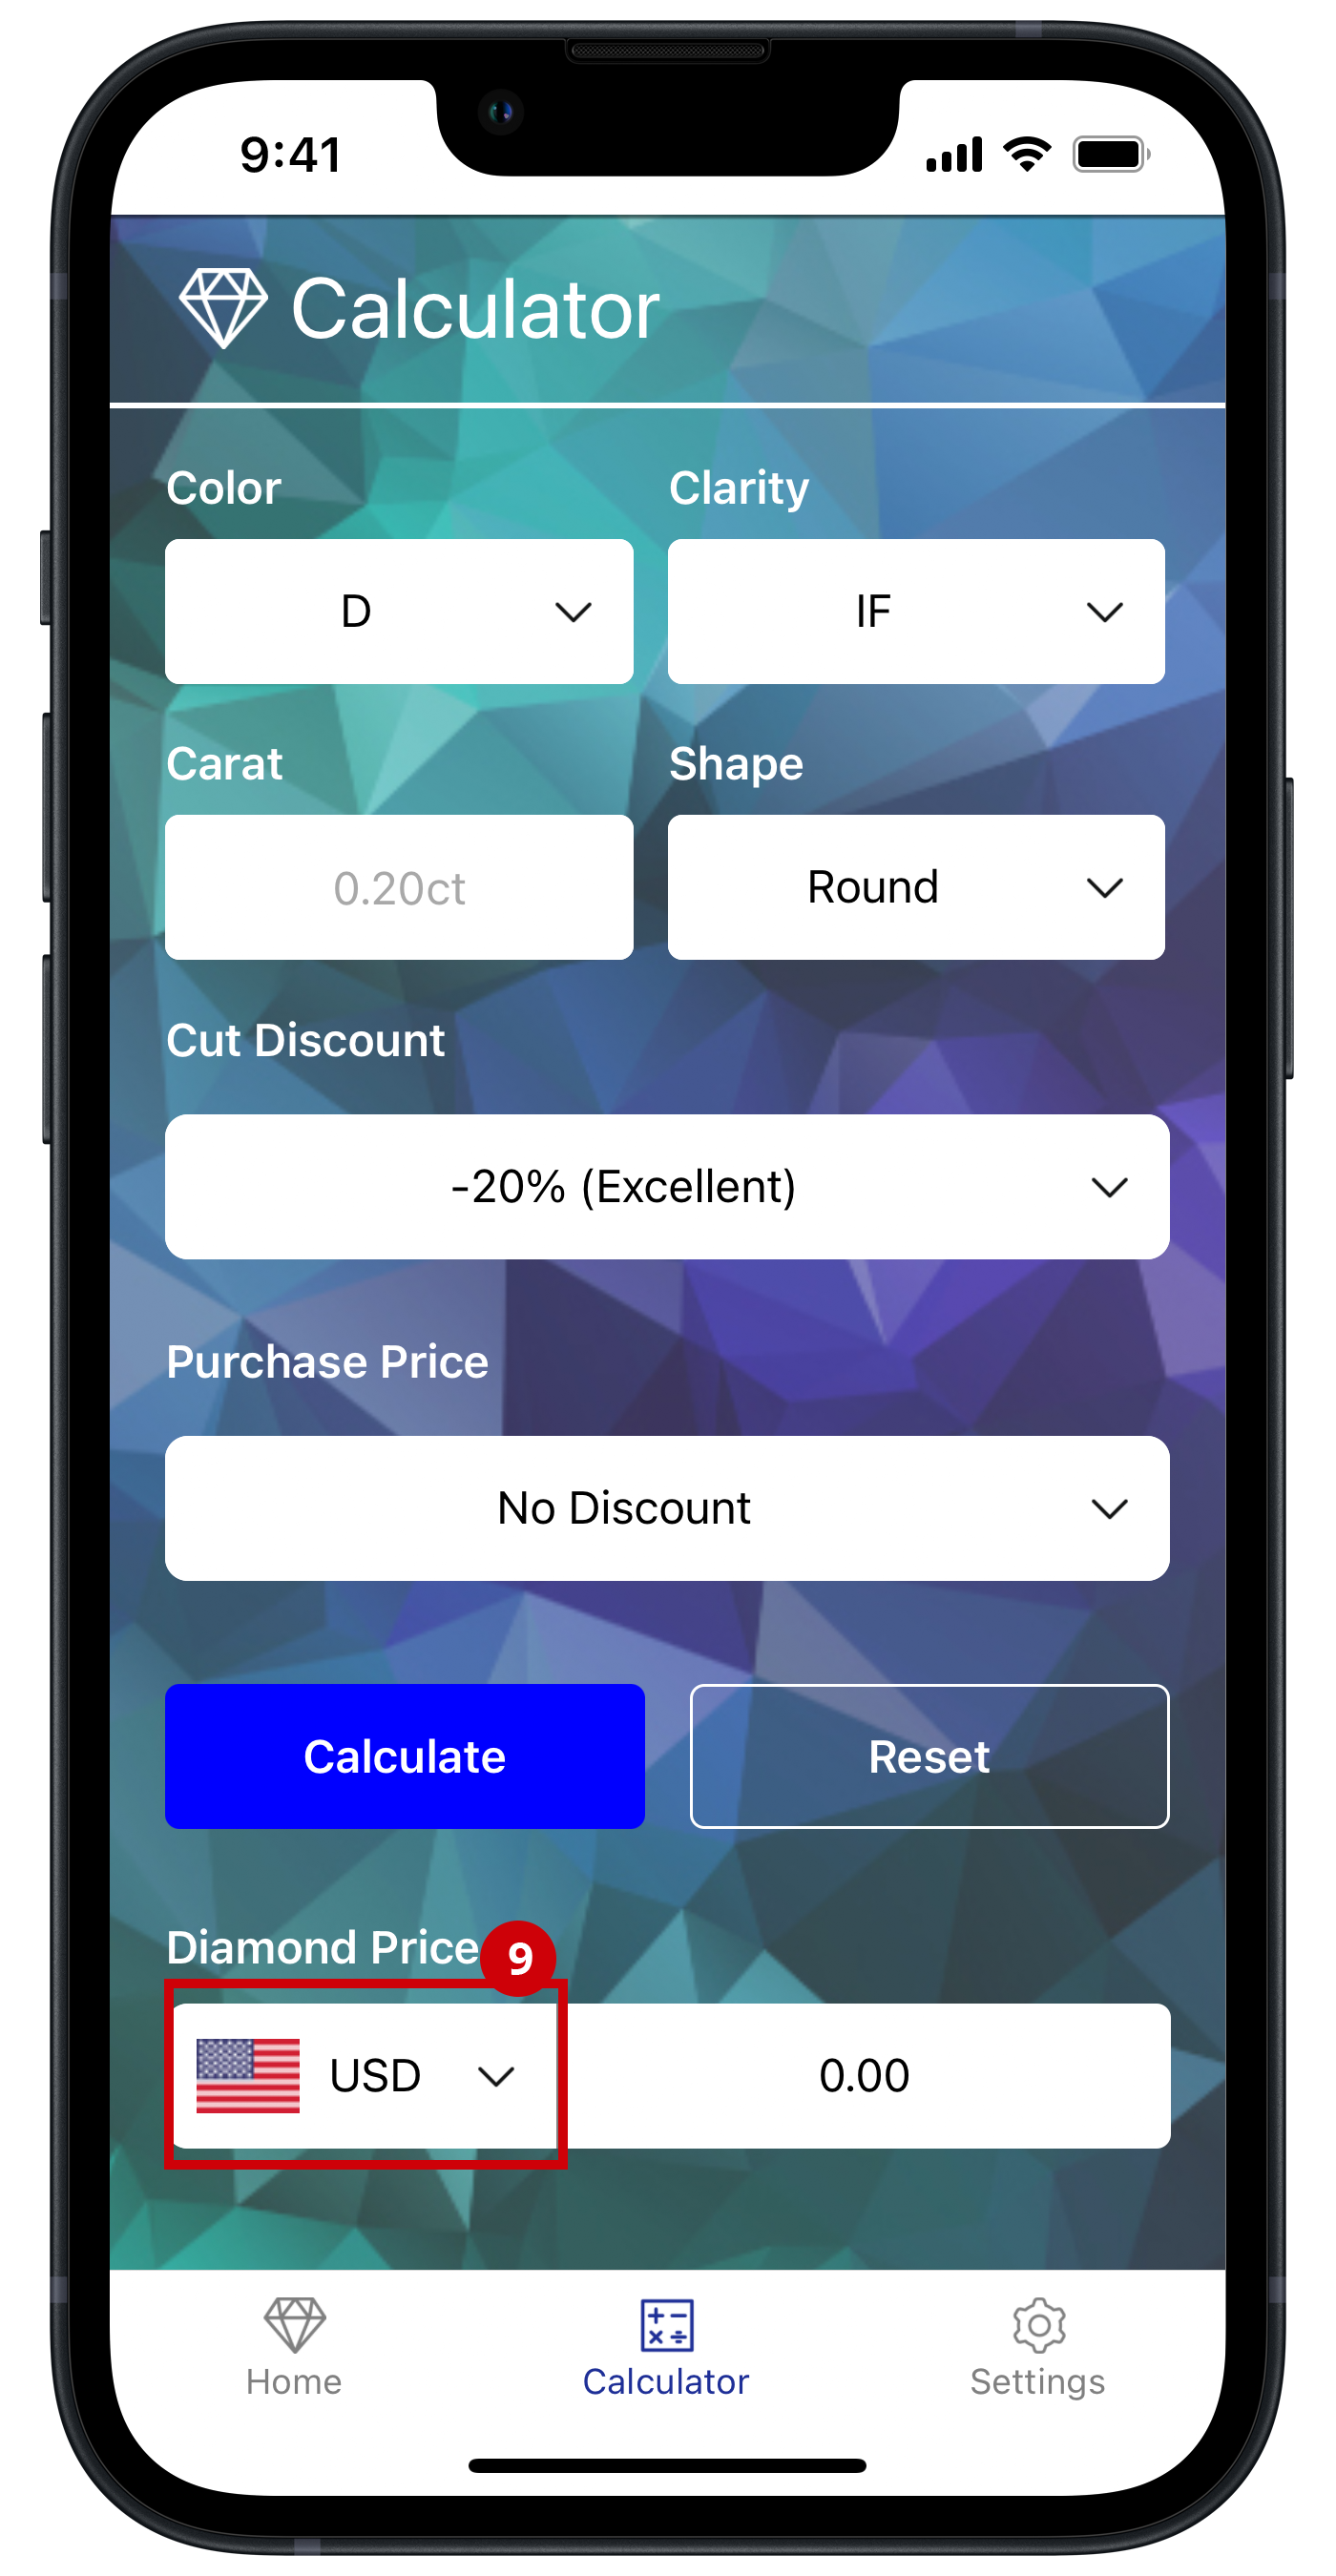 9:41
Calculator
Color Clarity
D IF
Carat Shape
0.20ct Round
Cut Discount
-20% (Excellent)
Purchase Price
No Discount
Calculate Reset
Diamond Price 9
USD 0.00
Home Calculator Settings